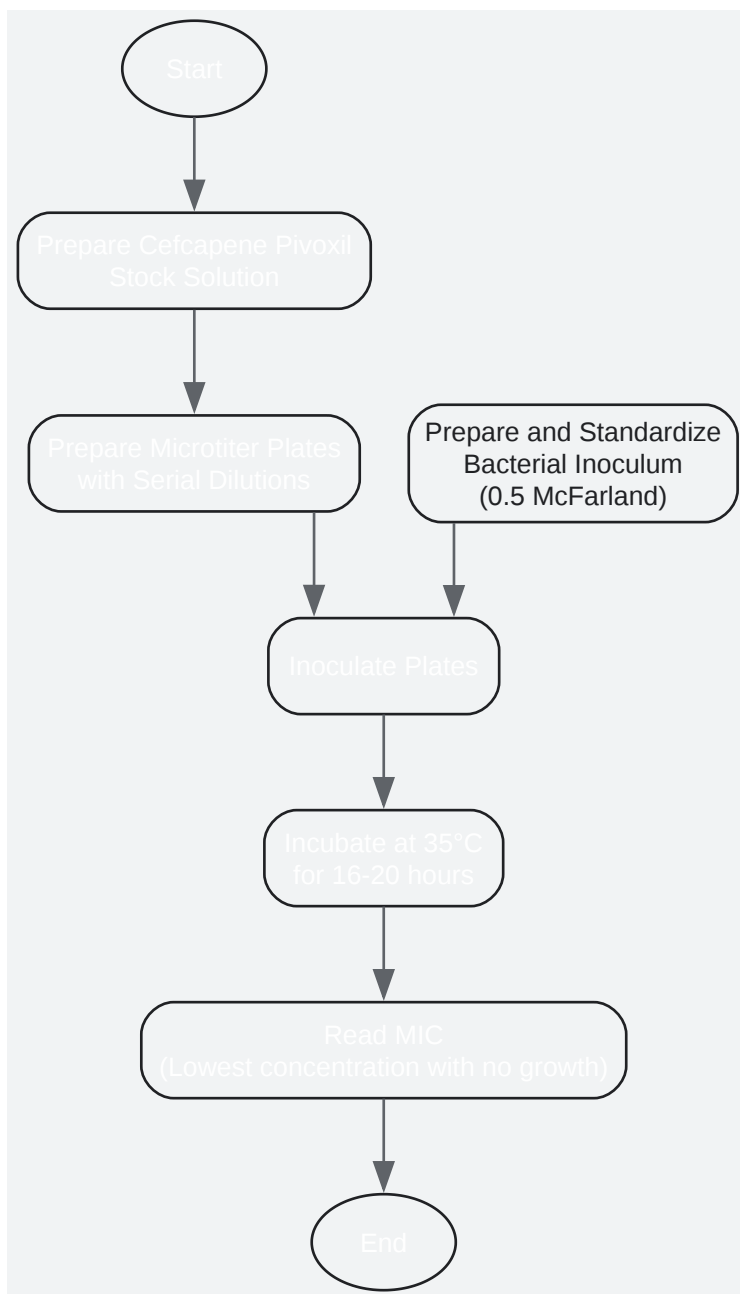 Start
Prepare Cefcapene Pivoxil
Stock Solution
Prepare Microtiter Plates
with Serial Dilutions
Prepare and Standardize
Bacterial Inoculum
(0.5 McFarland)
Inoculate Plates
Incubate at 35°C
for 16-20 hours
Read MIC
(Lowest concentration with no growth)
End